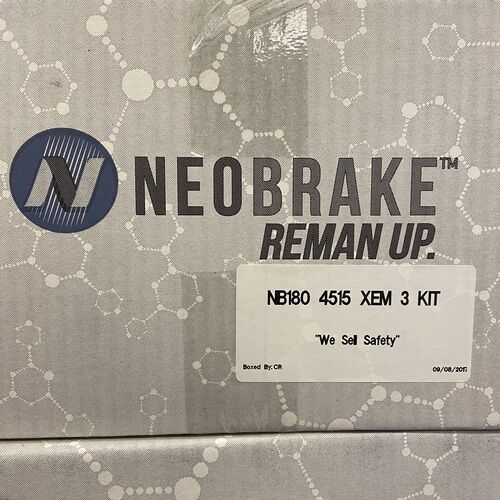 N NEOBRAKE™
REMAN UP.
NB180 4515 XEM 3 KIT
"We Sell Safety"
Boxed By: CR 09/08/2017